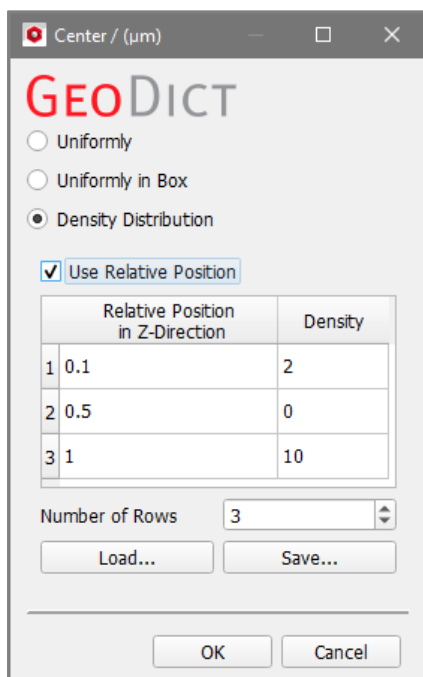 Center / (µm)
GEODICT
Uniformly
Uniformly in Box
Density Distribution
Use Relative Position
Relative Position in Z-Direction Density
1 0.1 2
2 0.5 0
3 1 10
Number of Rows 3
Load... Save...
OK Cancel